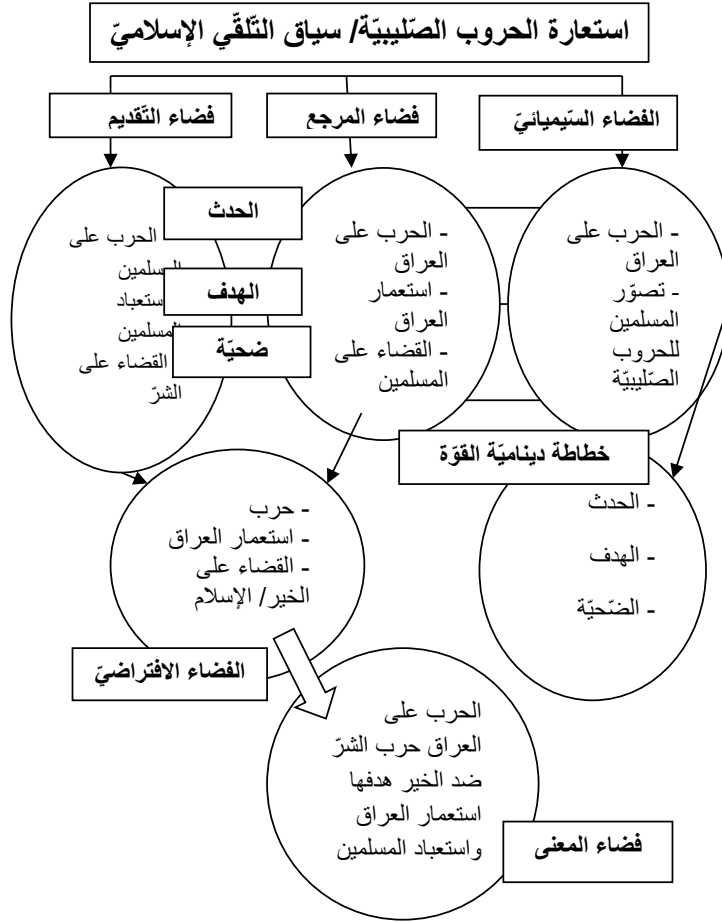 استعارة الحروب الصّليبيّة/ سياق التّلقّي الإسلاميّ
الفضاء السّيميائيّ
فضاء المرجع
فضاء التّقديم
- الحرب على
العراق
- تصوّر
المسلمين
للحروب
الصّليبيّة
- الحرب على
العراق
- استعمار
العراق
- القضاء على
المسلمين
الحدث
الهدف
ضحيّة
الحرب على
المسلمين
المسلمين
القضاء على
الشرّ
خطاطة ديناميّة القوّة
- الحدث
- الهدف
- الضّحيّة
- حرب
- استعمار العراق
- القضاء على
الخير/ الإسلام
الفضاء الافتراضيّ
الحرب على
العراق حرب الشرّ
ضد الخير هدفها
استعمار العراق
واستعباد المسلمين
فضاء المعنى